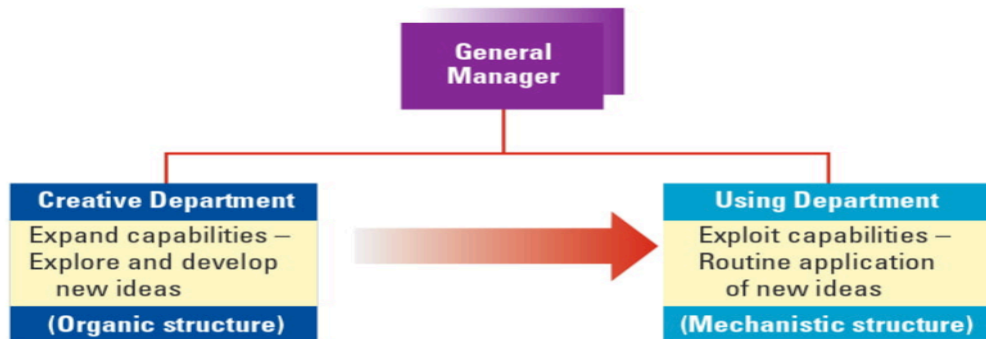 General
Manager
Creative Department
Expand capabilities –
Explore and develop
new ideas
(Organic structure)
Using Department
Exploit capabilities –
Routine application
of new ideas
(Mechanistic structure)